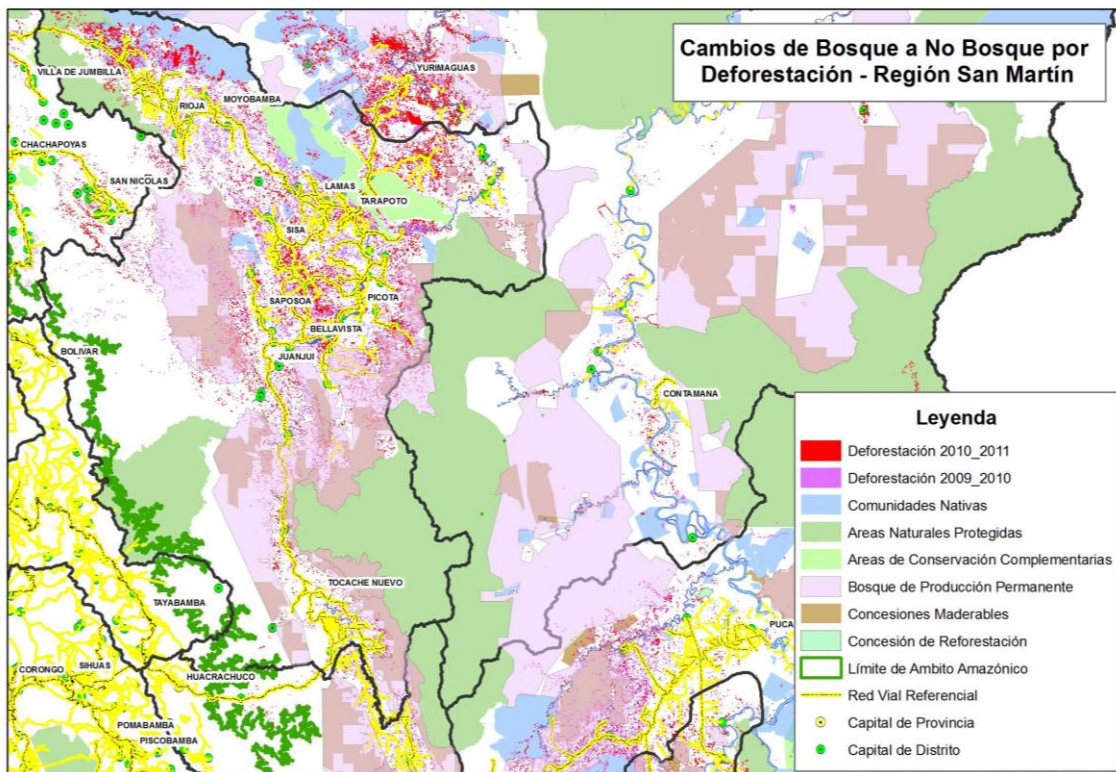 Cambios de Bosque a No Bosque por
Deforestación - Región San Martín
VILLA DE JUMBILLA
YURIMAGUAS
RIOJA
MOYOBAMBA
CHACHAPOYAS
SAN NICOLAS
LAMAS
TARAPOTO
SISA
SAPOSOA
PICOTA
BELLAVISTA
JUANJUI
BOLIVAR
CONTAMANA
TOCACHE NUEVO
TAYABAMBA
PUCA
CORONGO
SIHUAS
HUACRACHUCO
POMABAMBA
PISCOBAMBA
Leyenda
Deforestación 2010_2011
Deforestación 2009_2010
Comunidades Nativas
Areas Naturales Protegidas
Areas de Conservación Complementarias
Bosque de Producción Permanente
Concesiones Maderables
Concesión de Reforestación
Límite de Ambito Amazónico
Red Vial Referencial
Capital de Provincia
Capital de Distrito